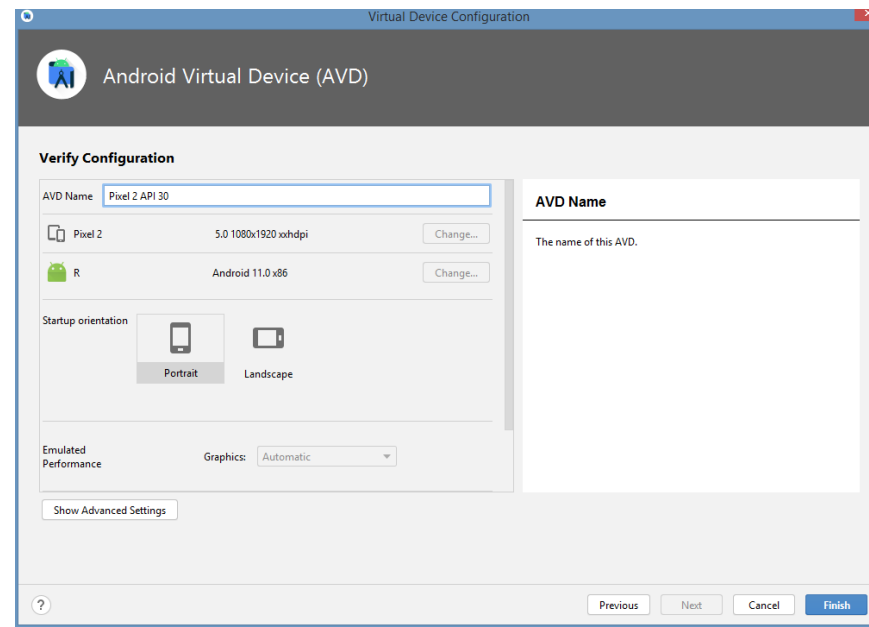 Virtual Device Configuration
Android Virtual Device (AVD)
Verify Configuration
AVD Name Pixel 2 API 30
Pixel 2 5.0 1080x1920 xxhdpi Change...
R Android 11.0 x86 Change...
Startup orientation
Portrait Landscape
Emulated
Performance
Graphics: Automatic
Show Advanced Settings
AVD Name
The name of this AVD.
? Previous Next Cancel Finish